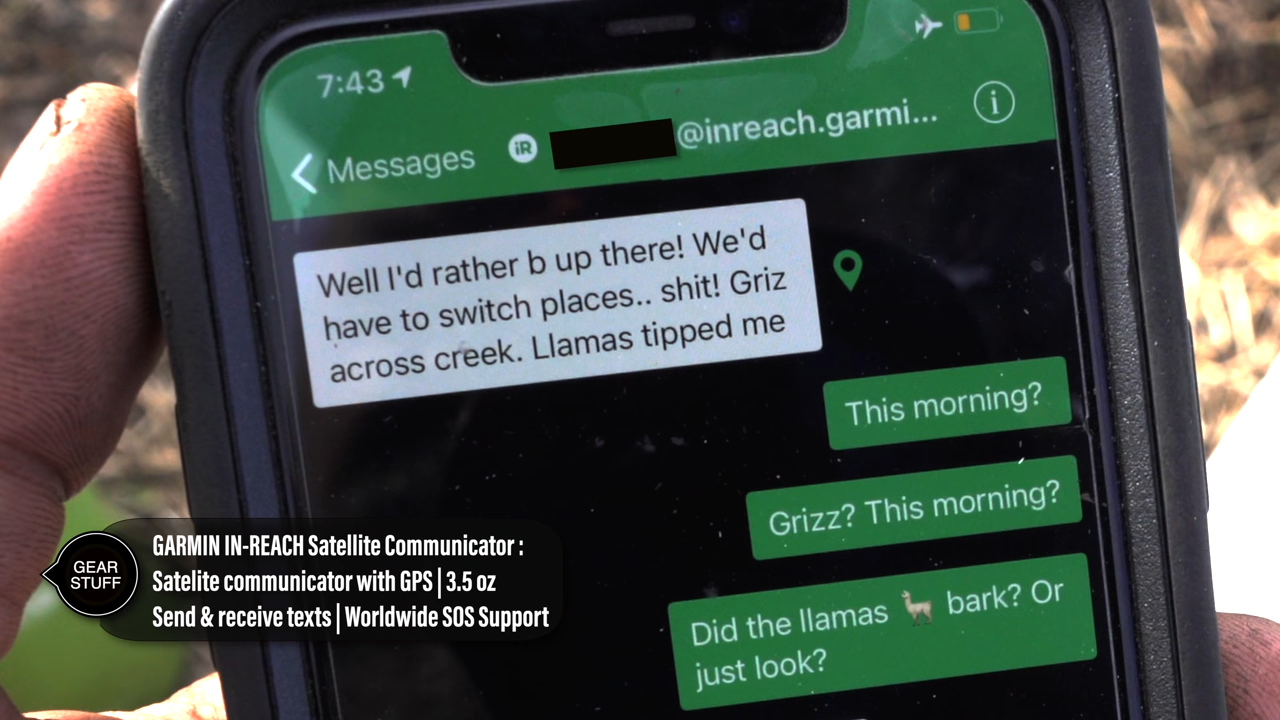 7:43
Messages
iR
@inreach.garmi...
i
Well I'd rather b up there! We'd
have to switch places.. shit! Griz
across creek. Llamas tipped me
This morning?
Grizz? This morning?
Did the llamas 🦙 bark? Or
just look?
GEAR
STUFF
GARMIN IN-REACH Satellite Communicator :
Satelite communicator with GPS | 3.5 oz
Send & receive texts | Worldwide SOS Support